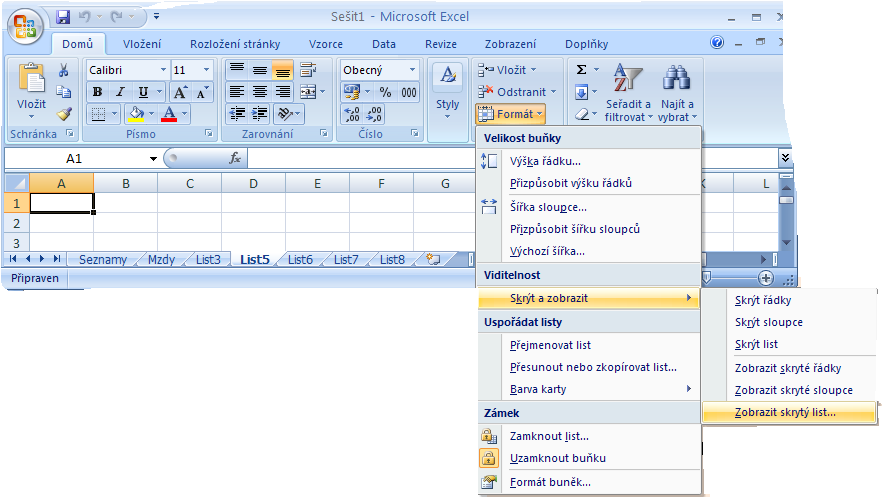 Sešit1 - Microsoft Excel
Domů Vložení Rozložení stránky Vzorce Data Revize Zobrazení Doplňky
Vložit
Schránka
Calibri 11
B I U A A
A
Písmo
Zarovnání
Obecný
% 000
,00
,0
Číslo
A
Styly
Vložit
Odstranit
Formát
Σ
Seřadit a
filtrovat
Najít a
vybrat
A1 fx
A B C D E F G K L
1
2
3
Seznamy Mzdy List3 List5 List6 List7 List8
Připraven
Velikost buňky
Výška řádku...
Přizpůsobit výšku řádků
Šířka sloupce...
Přizpůsobit šířku sloupců
Výchozí šířka...
Viditelnost
Skrýt a zobrazit
Uspořádat listy
Přejmenovat list
Přesunout nebo zkopírovat list...
Barva karty
Zámek
Zamknout list...
Uzamknout buňku
Formát buněk...
Skrýt řádky
Skrýt sloupce
Skrýt list
Zobrazit skryté řádky
Zobrazit skryté sloupce
Zobrazit skrytý list...